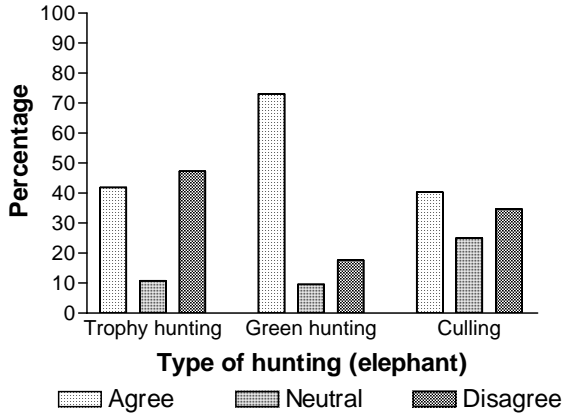 100
90
80
70
60
50
40
30
20
10
0
Percentage
Trophy hunting Green hunting Culling
Type of hunting (elephant)
Agree Neutral Disagree